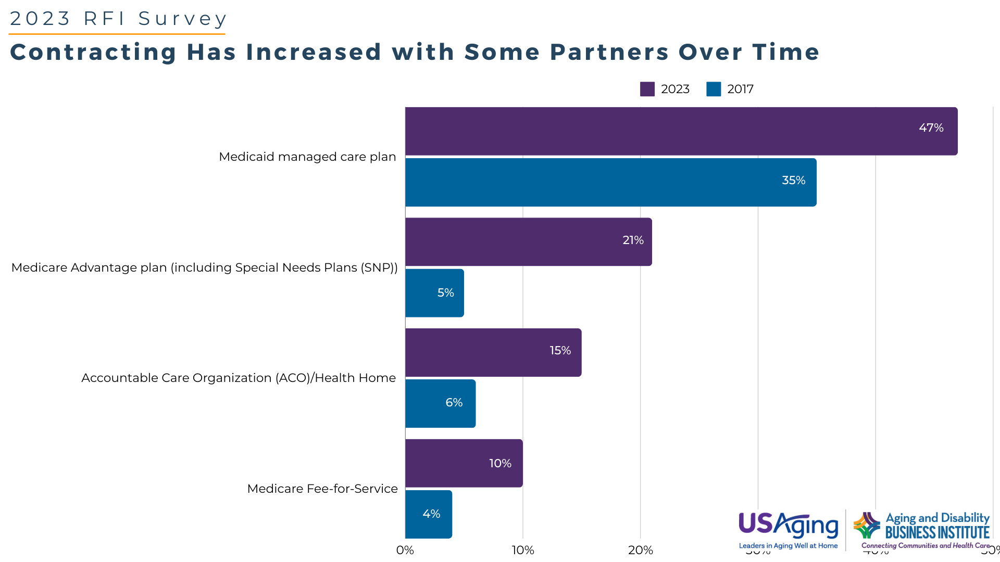 2023 RFI Survey
Contracting Has Increased with Some Partners Over Time
2023 2017
47%
Medicaid managed care plan
35%
21%
Medicare Advantage plan (including Special Needs Plans (SNP))
5%
15%
Accountable Care Organization (ACO)/Health Home
6%
10%
Medicare Fee-for-Service
4%
USAging
Leaders in Aging Well at Home
Aging and Disability
BUSINESS INSTITUTE
Connecting Communities and Health Care
0% 10% 20%